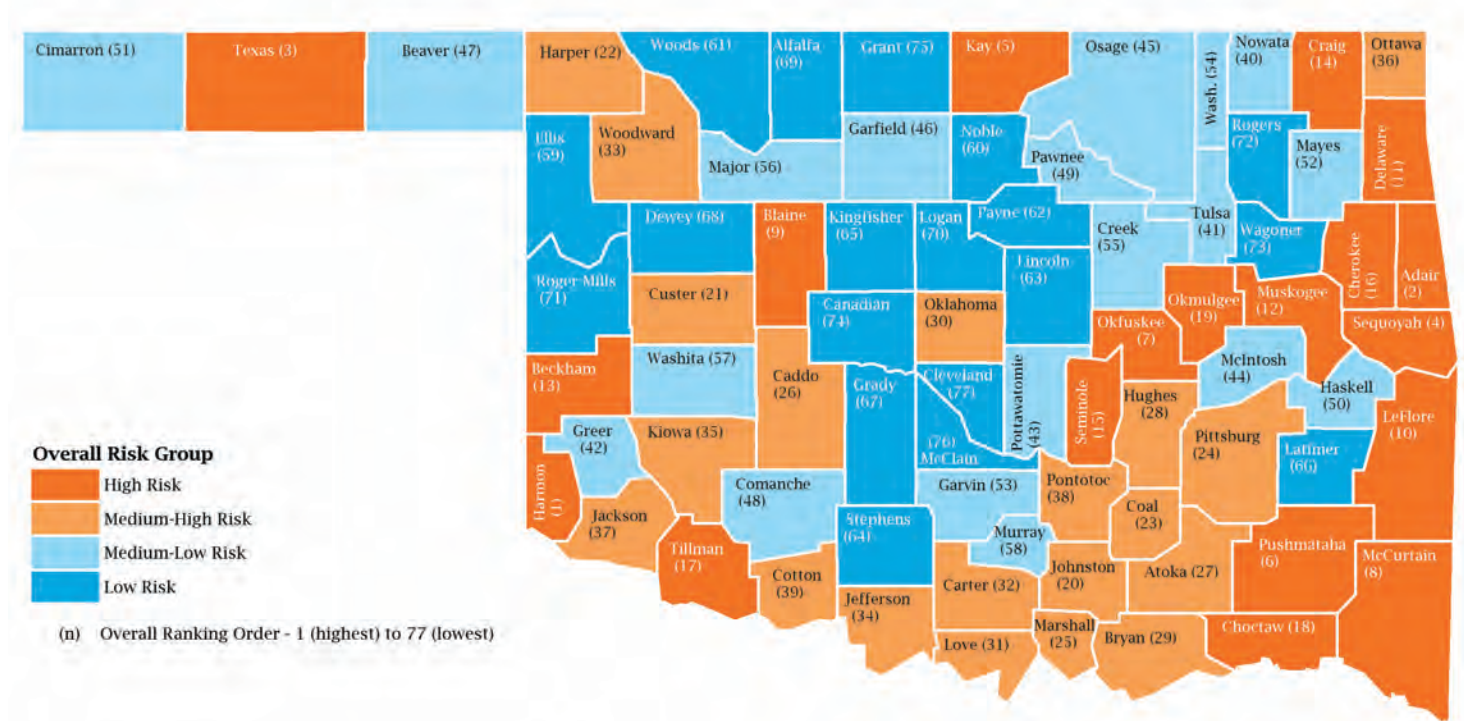 Cimarron (51)
Texas (3)
Beaver (47)
Harper (22)
Woods (61)
Alfalfa
(69)
Grant (75)
Kay (5)
Osage (45)
Wash. (54)
Nowata
(40)
Craig
(14)
Ottawa
(36)
Ellis
(59)
Woodward
(33)
Major (56)
Garfield (46)
Noble
(60)
Pawnee
(49)
Rogers
(72)
Mayes
(52)
Delaware
(11)
Dewey (68)
Blaine
(9)
Kingfisher
(65)
Logan
(70)
Payne (62)
Creek
(55)
Tulsa
(41)
Wagoner
(73)
Cherokee
(16)
Adair
(2)
Roger Mills
(71)
Custer (21)
Canadian
(74)
Oklahoma
(30)
Lincoln
(63)
Okfuskee
(7)
Okmulgee
(19)
Muskogee
(12)
Sequoyah (4)
Beckham
(13)
Washita (57)
Caddo
(26)
Grady
(67)
Cleveland
(77)
(76)
McClain
Pottawatomie
(43)
Seminole
(15)
Hughes
(28)
McIntosh
(44)
Haskell
(50)
LeFlore
(10)
Greer
(42)
Kiowa (35)
Comanche
(48)
Garvin (53)
Pontotoc
(38)
Pittsburg
(24)
Latimer
(66)
Harmon
(1)
Jackson
(37)
Tillman
(17)
Stephens
(64)
Murray
(58)
Coal
(23)
Pushmataha
(6)
McCurtain
(8)
Cotton
(39)
Jefferson
(34)
Carter (32)
Johnston
(20)
Atoka (27)
Love (31)
Marshall
(25)
Bryan (29)
Choctaw (18)
Overall Risk Group
High Risk
Medium-High Risk
Medium-Low Risk
Low Risk
(n) Overall Ranking Order - 1 (highest) to 77 (lowest)